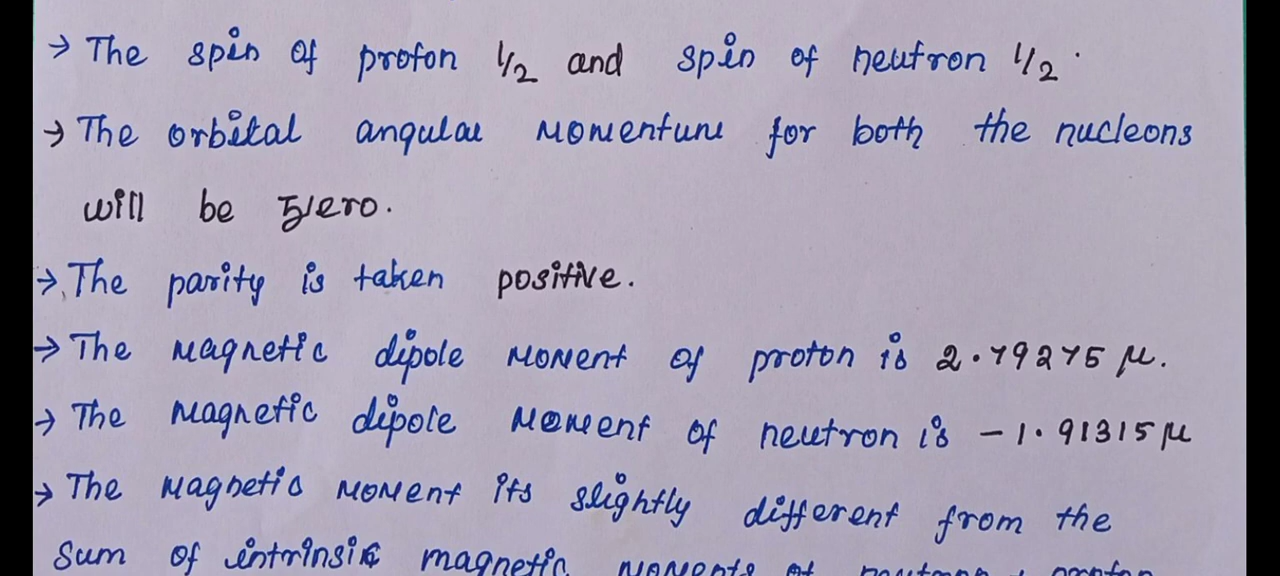 → The spin of proton 1/2 and spin of neutron 1/2.
→ The orbital angular momentum for both the nucleons
will be zero.
→ The parity is taken positive.
→ The magnetic dipole moment of proton is 2.79275 μ.
→ The magnetic dipole moment of neutron is -1.91315 μ
→ The magnetic moment its slightly different from the
sum of intrinsic magnetic moments of neutron